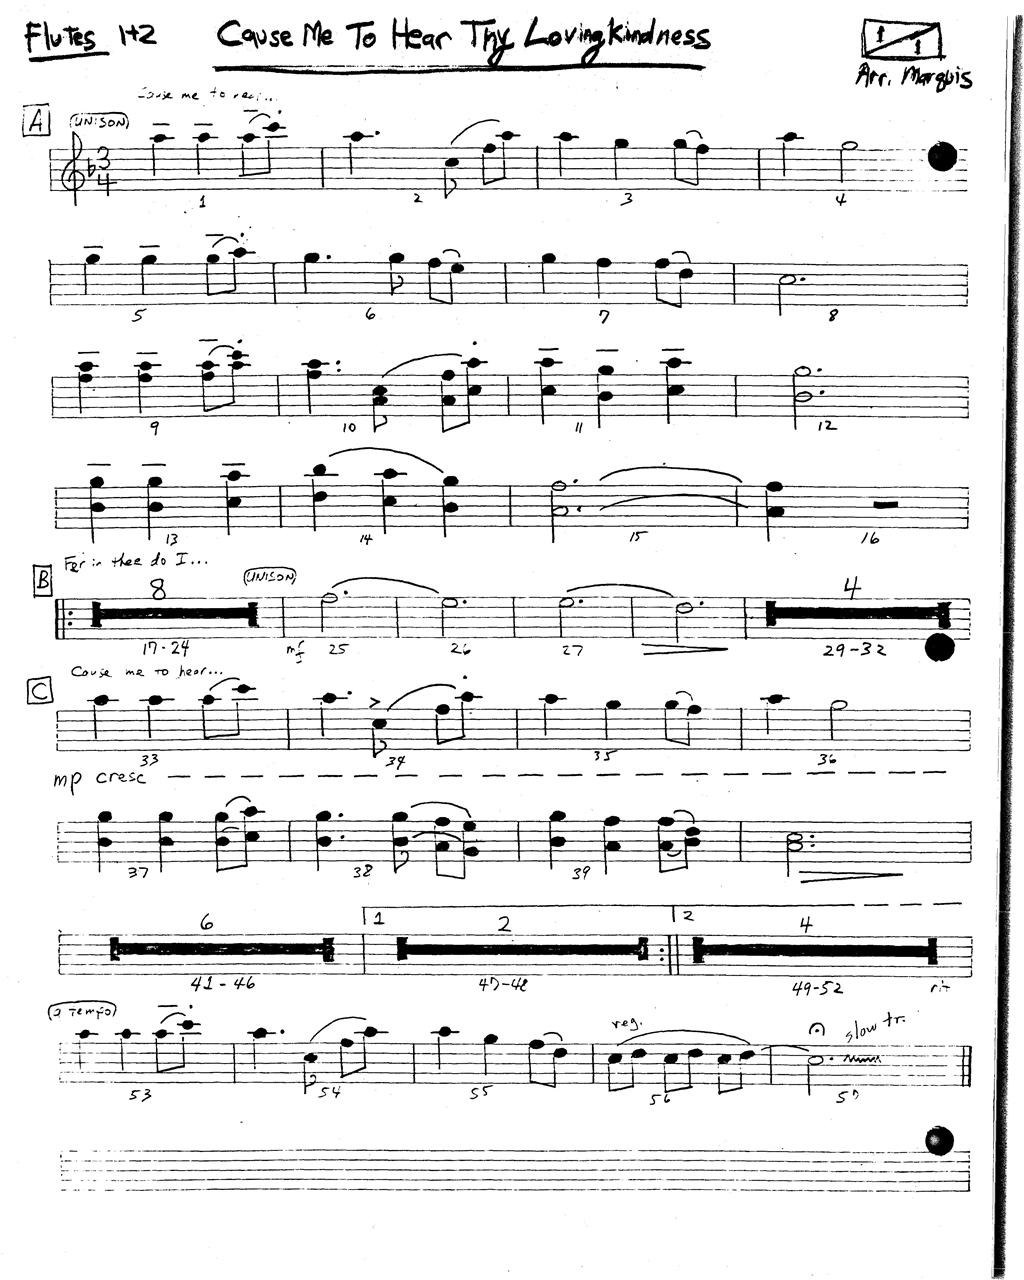 Flutes 1+2 Cause Me To Hear Thy Lovingkindness 1/1
Arr. Marquis
Cause me to hear...
A (UNISON)
3
4
1 2 3 4
5 6 7 8
9 10 11 12
13 14 15 16
B For in thee do I...
8 (UNISON) 4
17-24 mf 25 26 27 29-32
Cause me to hear...
C
33 34 35 36
mp cresc
37 38 39
6 1 2 2 4
41-46 47-48 49-52 rit
(a tempo) reg. slow tr.
53 54 55 56 57